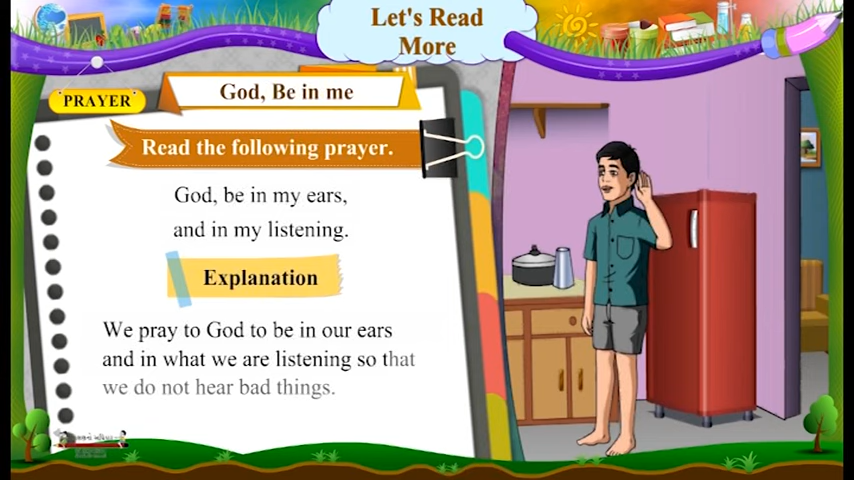 Let's Read
More
PRAYER
God, Be in me
Read the following prayer.
God, be in my ears,
and in my listening.
Explanation
We pray to God to be in our ears
and in what we are listening so that
we do not hear bad things.